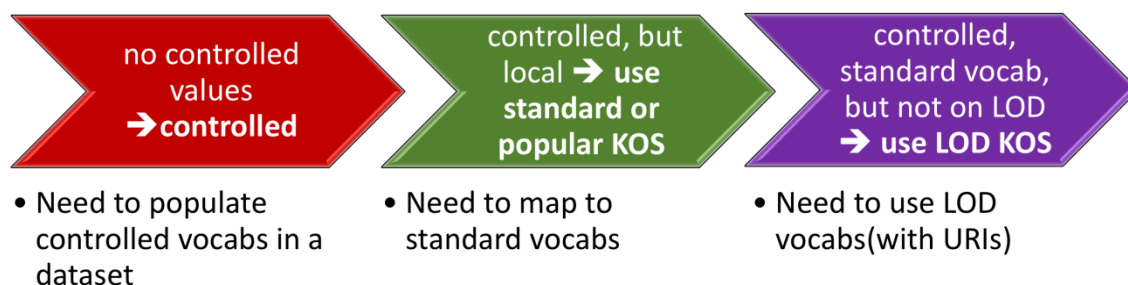 no controlled
values
➔controlled
controlled, but
local ➔ use
standard or
popular KOS
controlled,
standard vocab,
but not on LOD
➔ use LOD KOS
• Need to populate
controlled vocabs in a
dataset
• Need to map to
standard vocabs
• Need to use LOD
vocabs(with URIs)